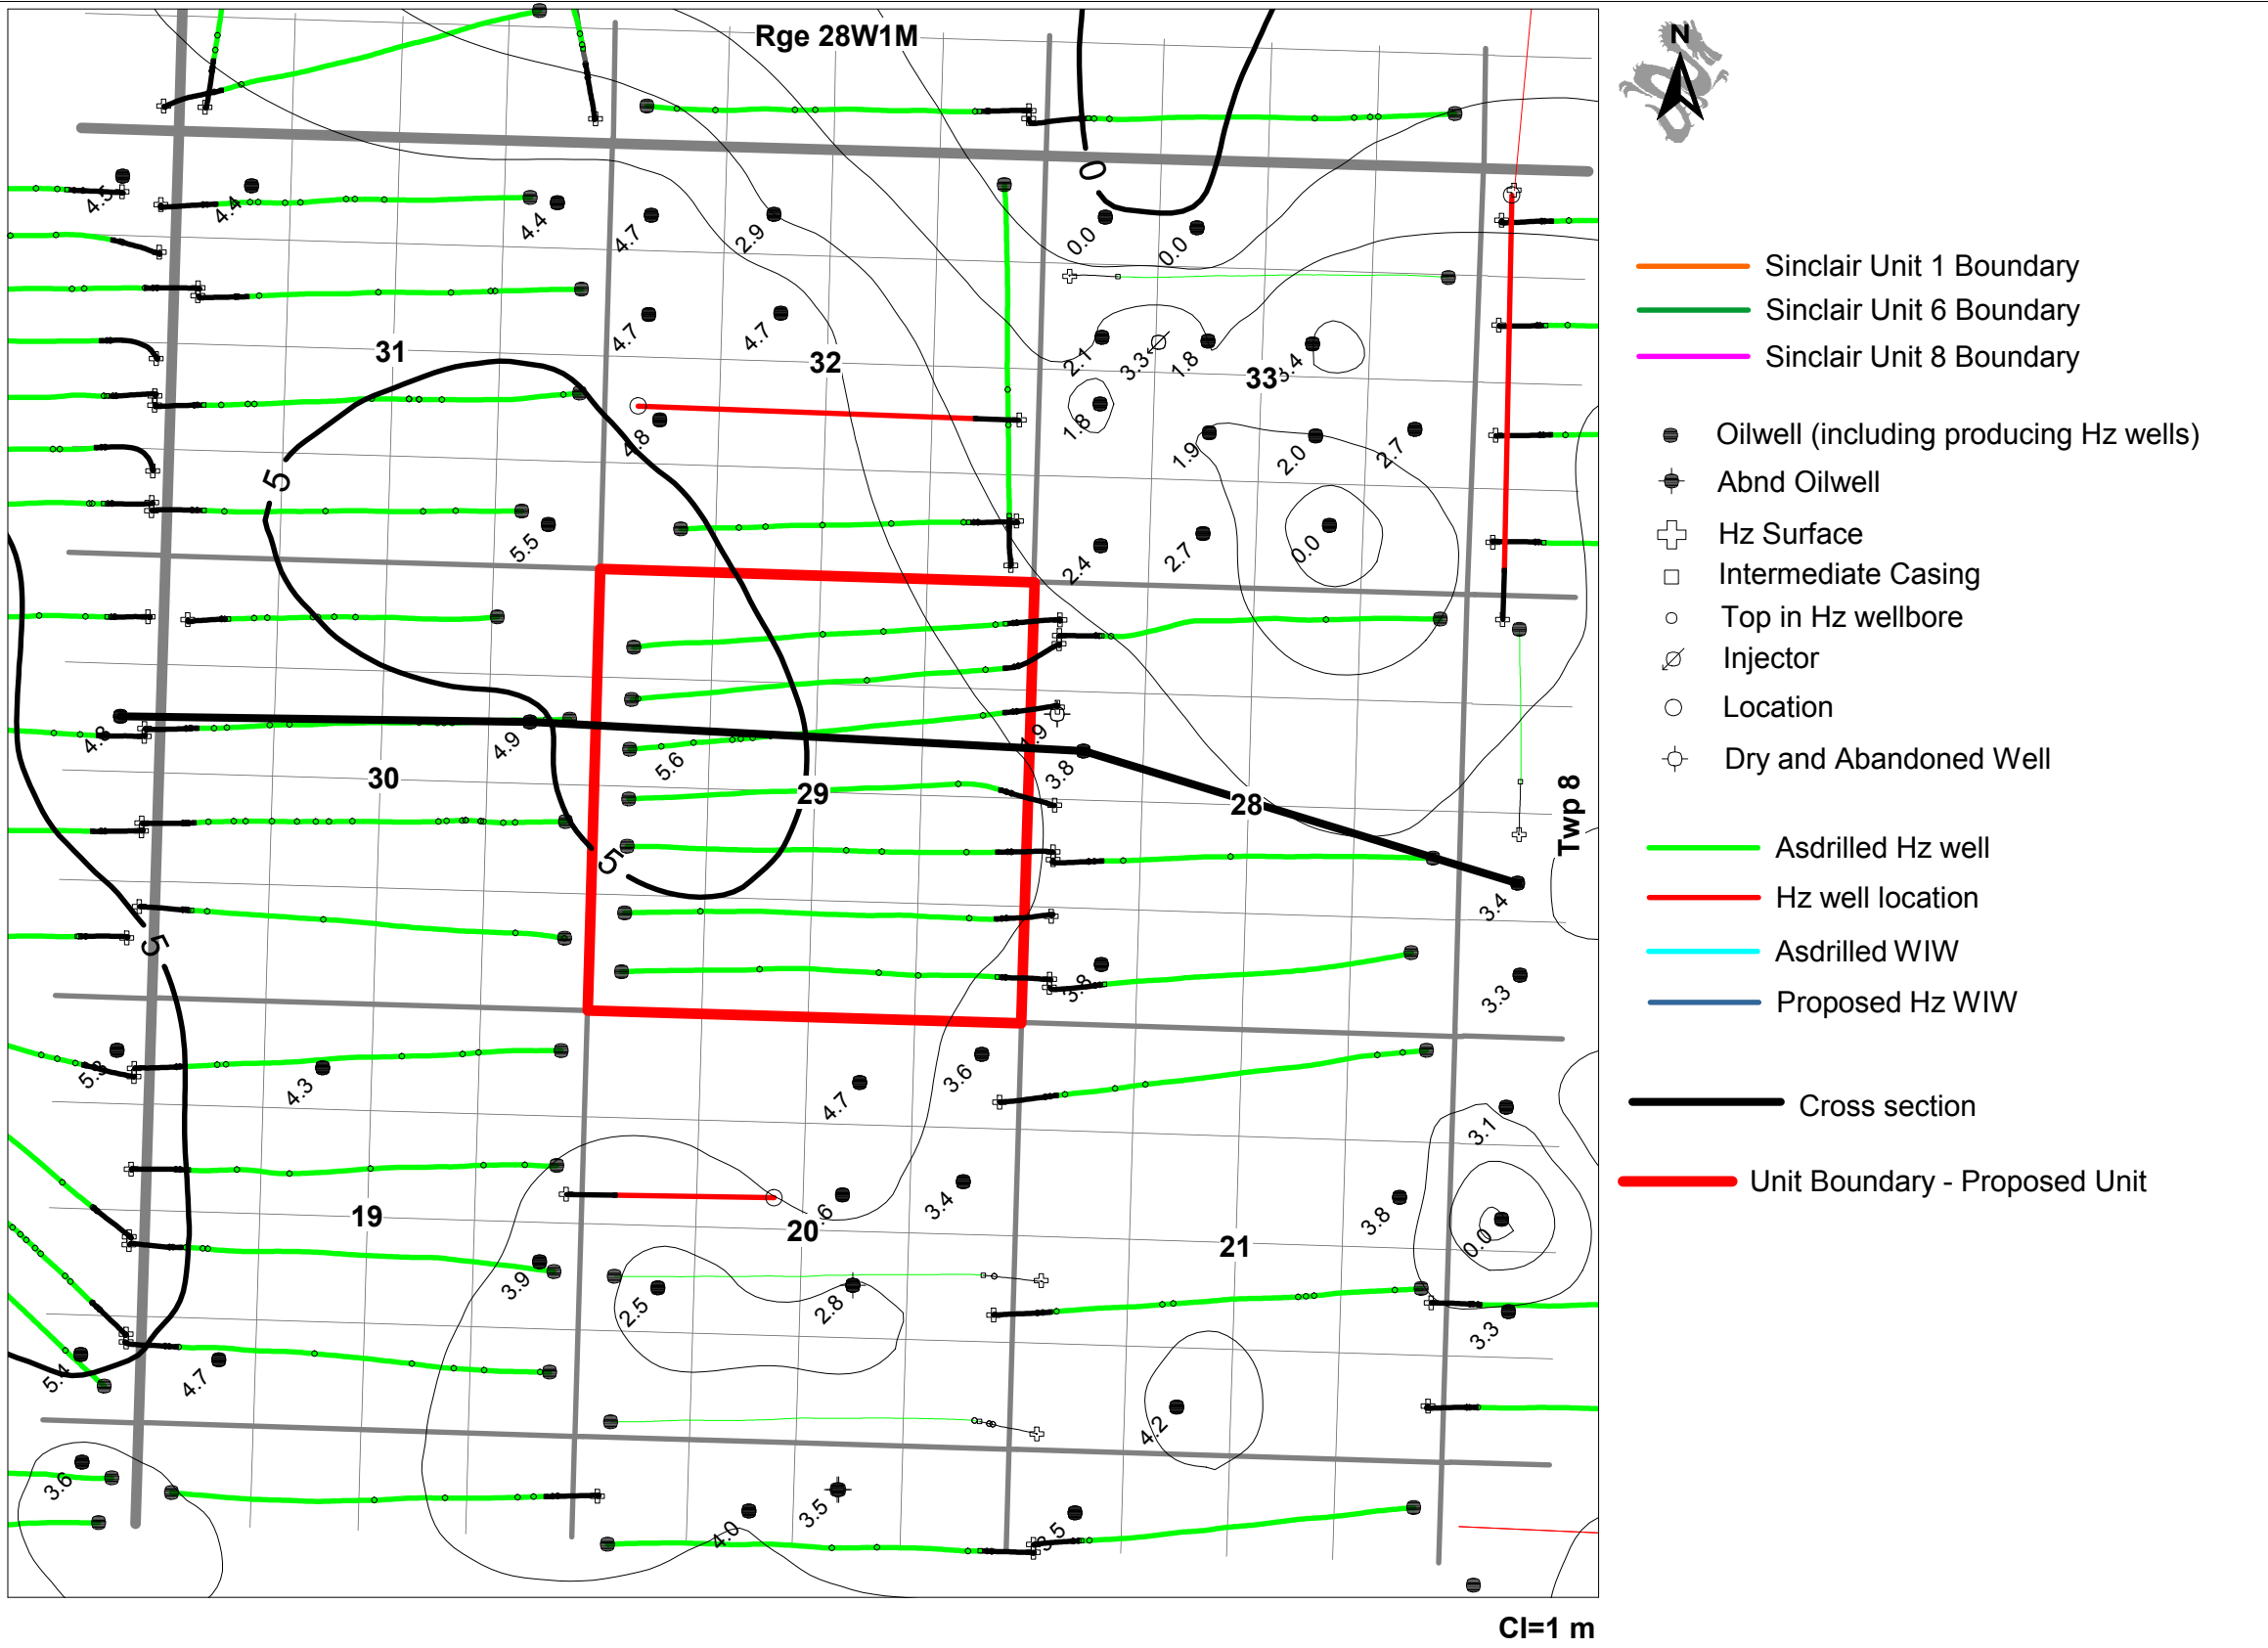 Rge 28W1M
N
0
4.4
4.4
4.7
2.9
0.0
0.0
Sinclair Unit 1 Boundary
Sinclair Unit 6 Boundary
Sinclair Unit 8 Boundary
31
4.7
4.7
32
2.1
3.3
1.8
33
3.4
4.8
1.8
1.9
2.0
2.7
Oilwell (including producing Hz wells)
5
Abnd Oilwell
5.5
2.4
2.7
0.0
Hz Surface
Intermediate Casing
Top in Hz wellbore
Injector
Location
4.9
5.6
3.8
Dry and Abandoned Well
30
29
28
Twp 8
5
Asdrilled Hz well
3.4
Hz well location
5
Asdrilled WIW
3.8
3.3
Proposed Hz WIW
4.3
4.7
3.6
Cross section
3.1
Unit Boundary - Proposed Unit
19
3.4
20
3.8
21
0.0
3.9
2.5
2.8
3.3
5.4
4.7
4.2
3.6
4.0
3.5
CI=1 m